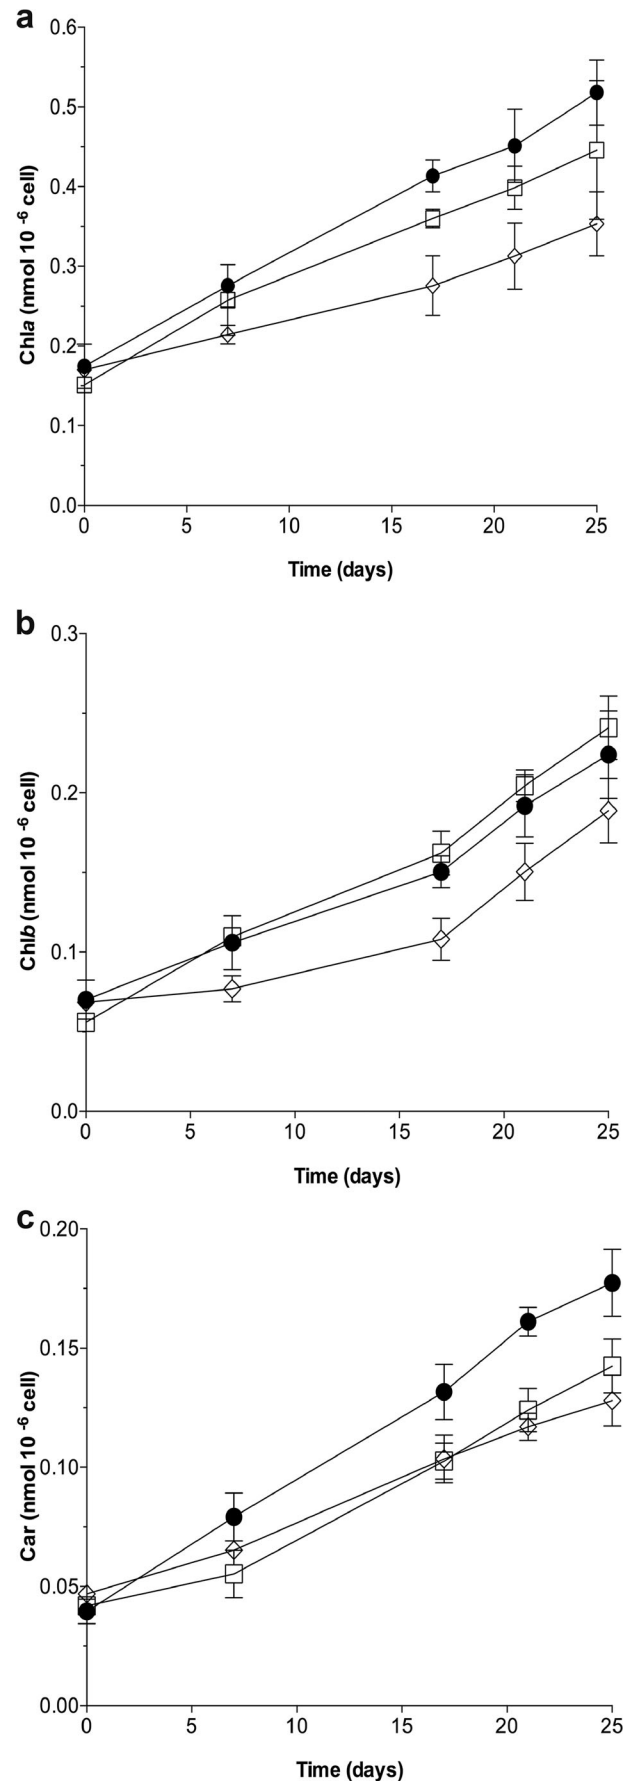 a
0.6
0.5
0.4
0.3
0.2
0.1
0.0
Chla (nmol 10 -6 cell)
0 5 10 15 20 25
Time (days)
b
0.3
0.2
0.1
0.0
Chlb (nmol 10 -6 cell)
0 5 10 15 20 25
Time (days)
c
0.20
0.15
0.10
0.05
0.00
Car (nmol 10 -6 cell)
0 5 10 15 20 25
Time (days)